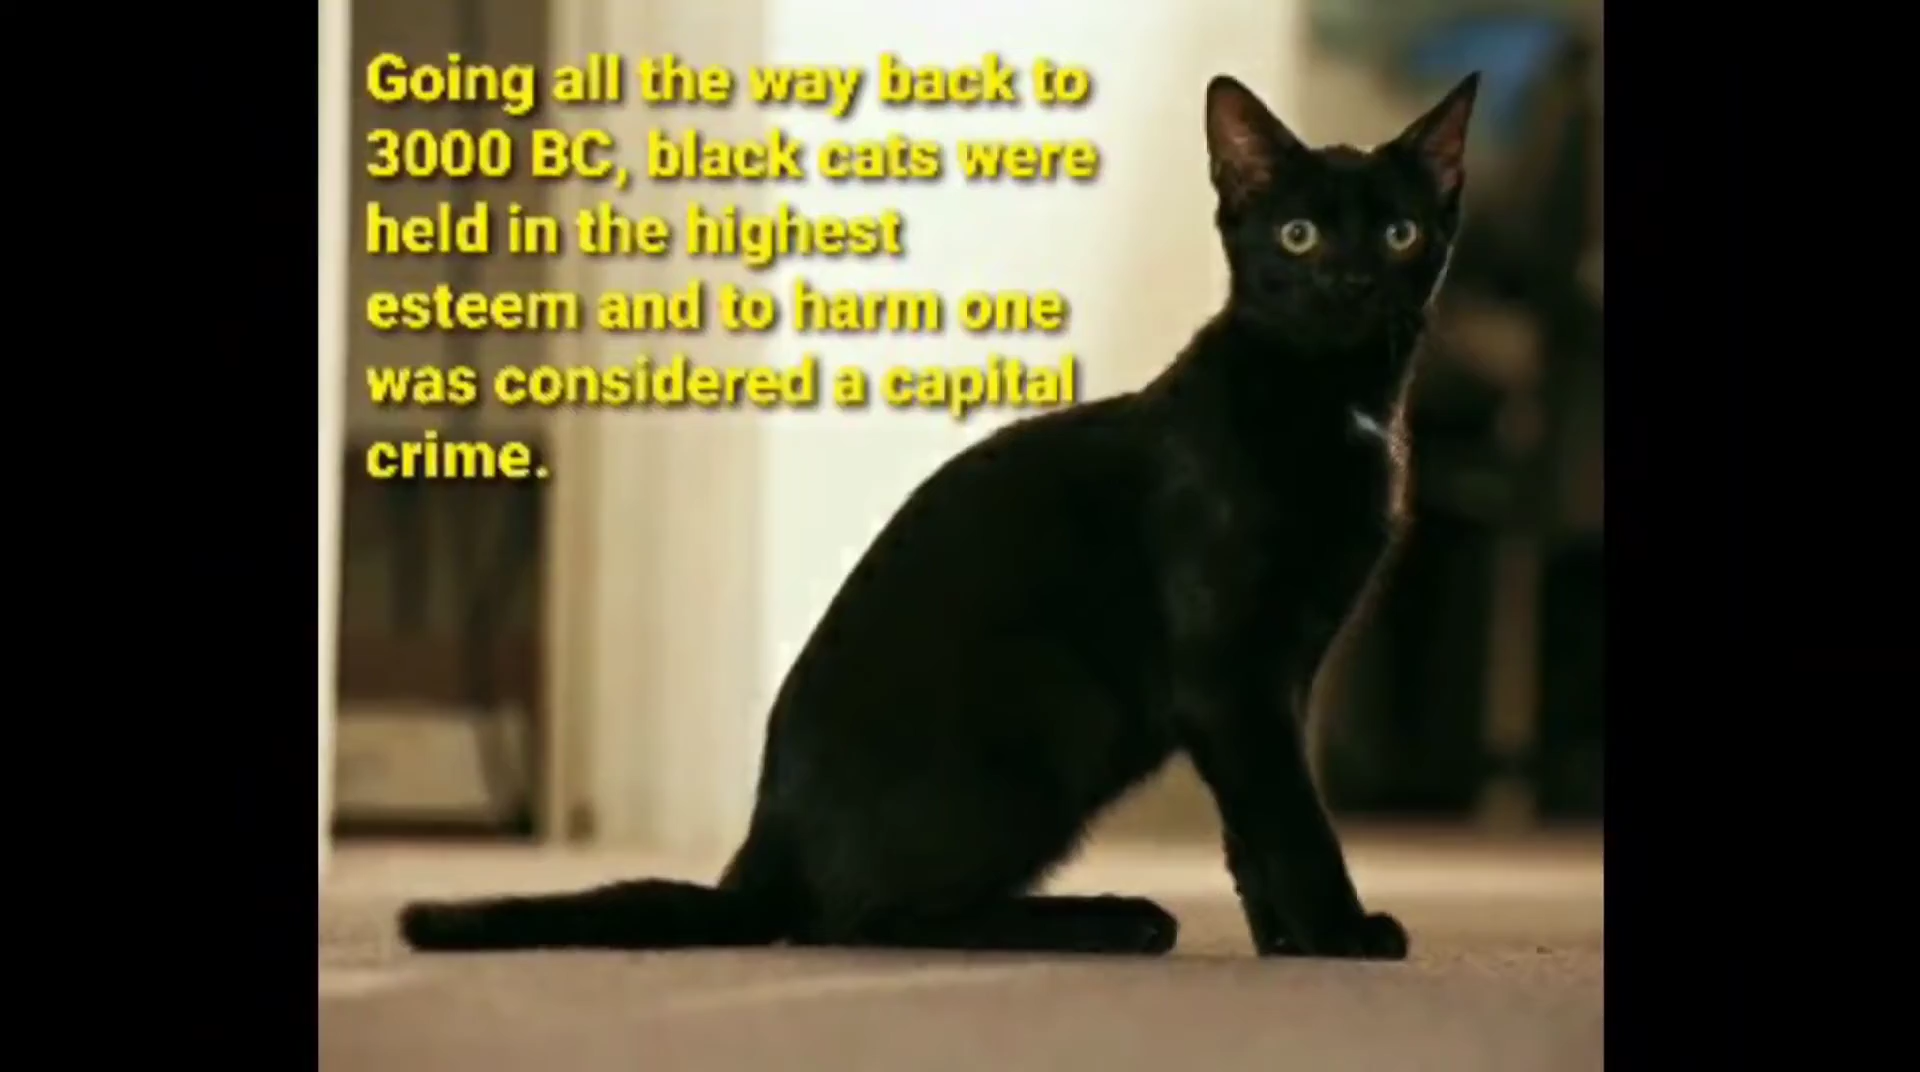 Going all the way back to
3000 BC, black cats were
held in the highest
esteem and to harm one
was considered a capital
crime.